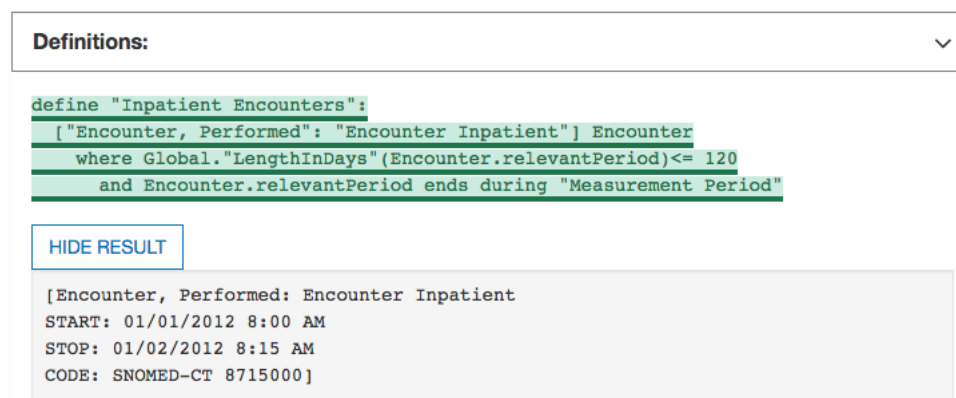 Definitions:
define "Inpatient Encounters":
["Encounter, Performed": "Encounter Inpatient"] Encounter
where Global."LengthInDays"(Encounter.relevantPeriod)<= 120
and Encounter.relevantPeriod ends during "Measurement Period"
HIDE RESULT
[Encounter, Performed: Encounter Inpatient
START: 01/01/2012 8:00 AM
STOP: 01/02/2012 8:15 AM
CODE: SNOMED-CT 8715000]